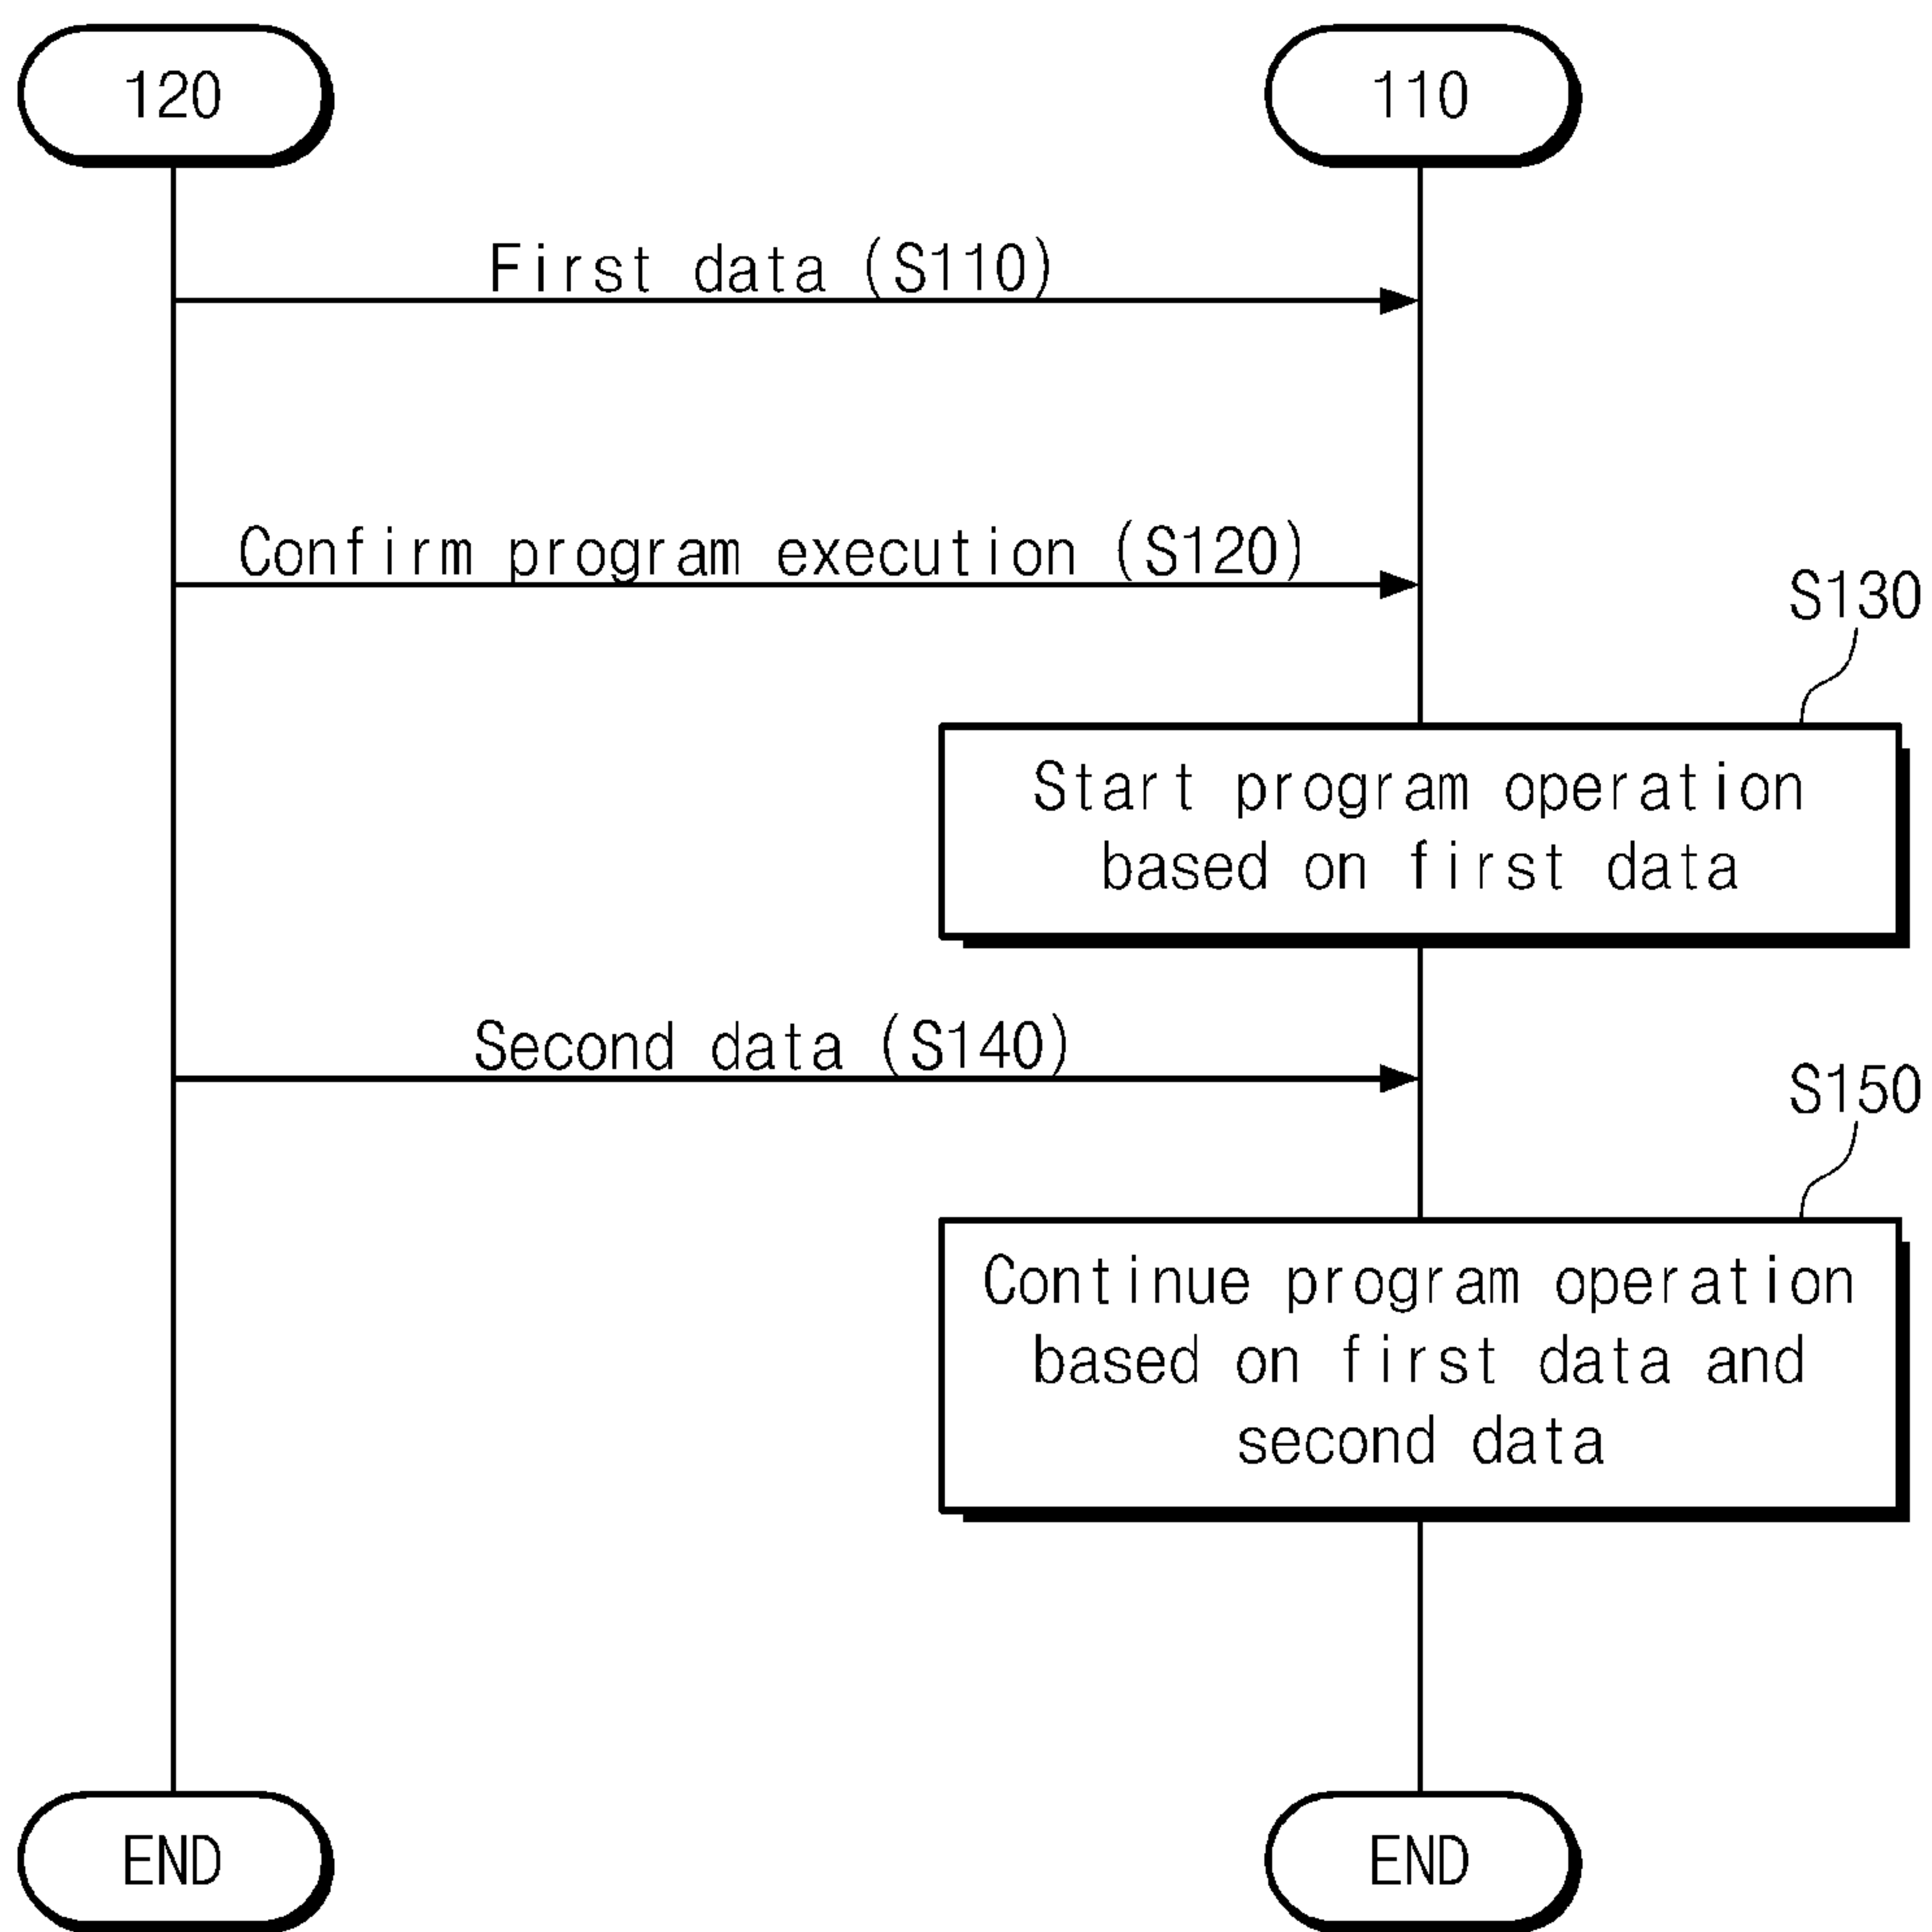 120
110
First data (S110)
Confirm program execution (S120)
S130
Start program operation
based on first data
Second data (S140)
S150
Continue program operation
based on first data and
second data
END
END